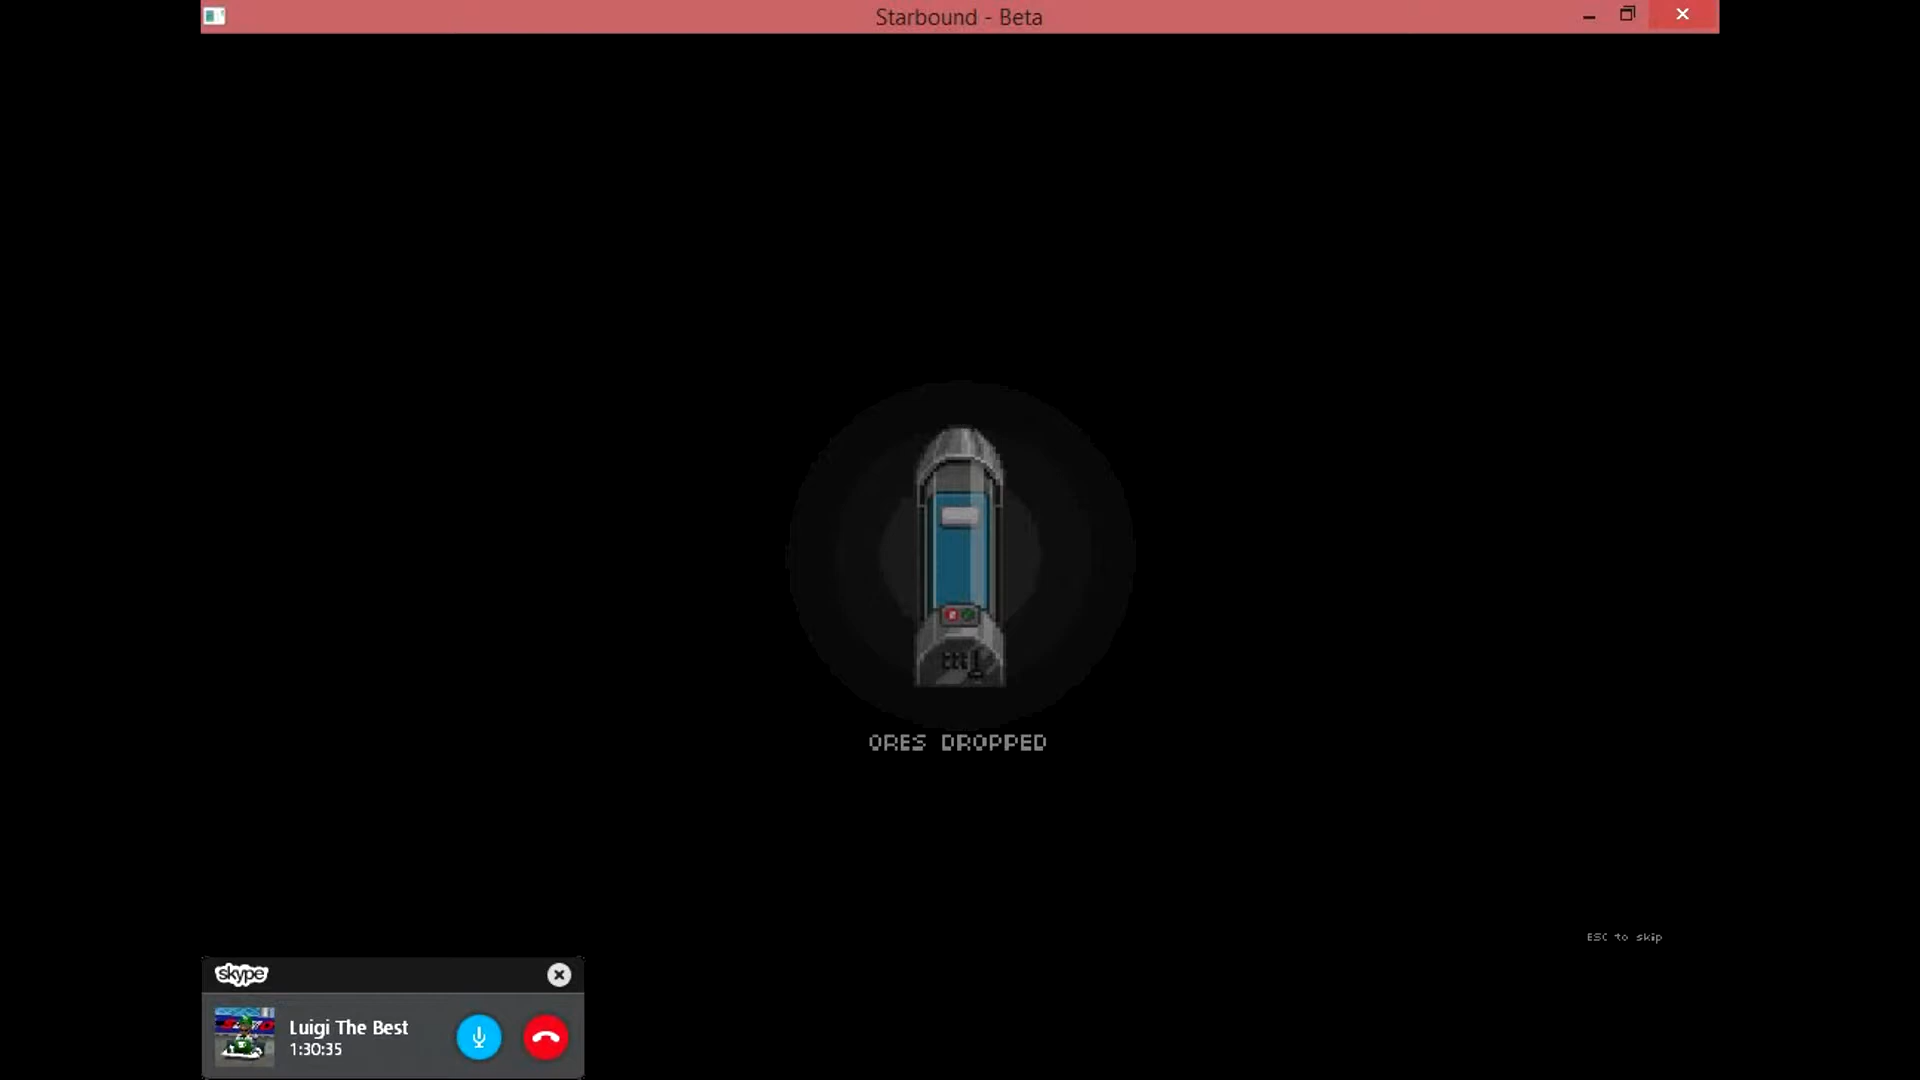 Starbound - Beta
ORES DROPPED
ESC to skip
skype
Luigi The Best
1:30:35